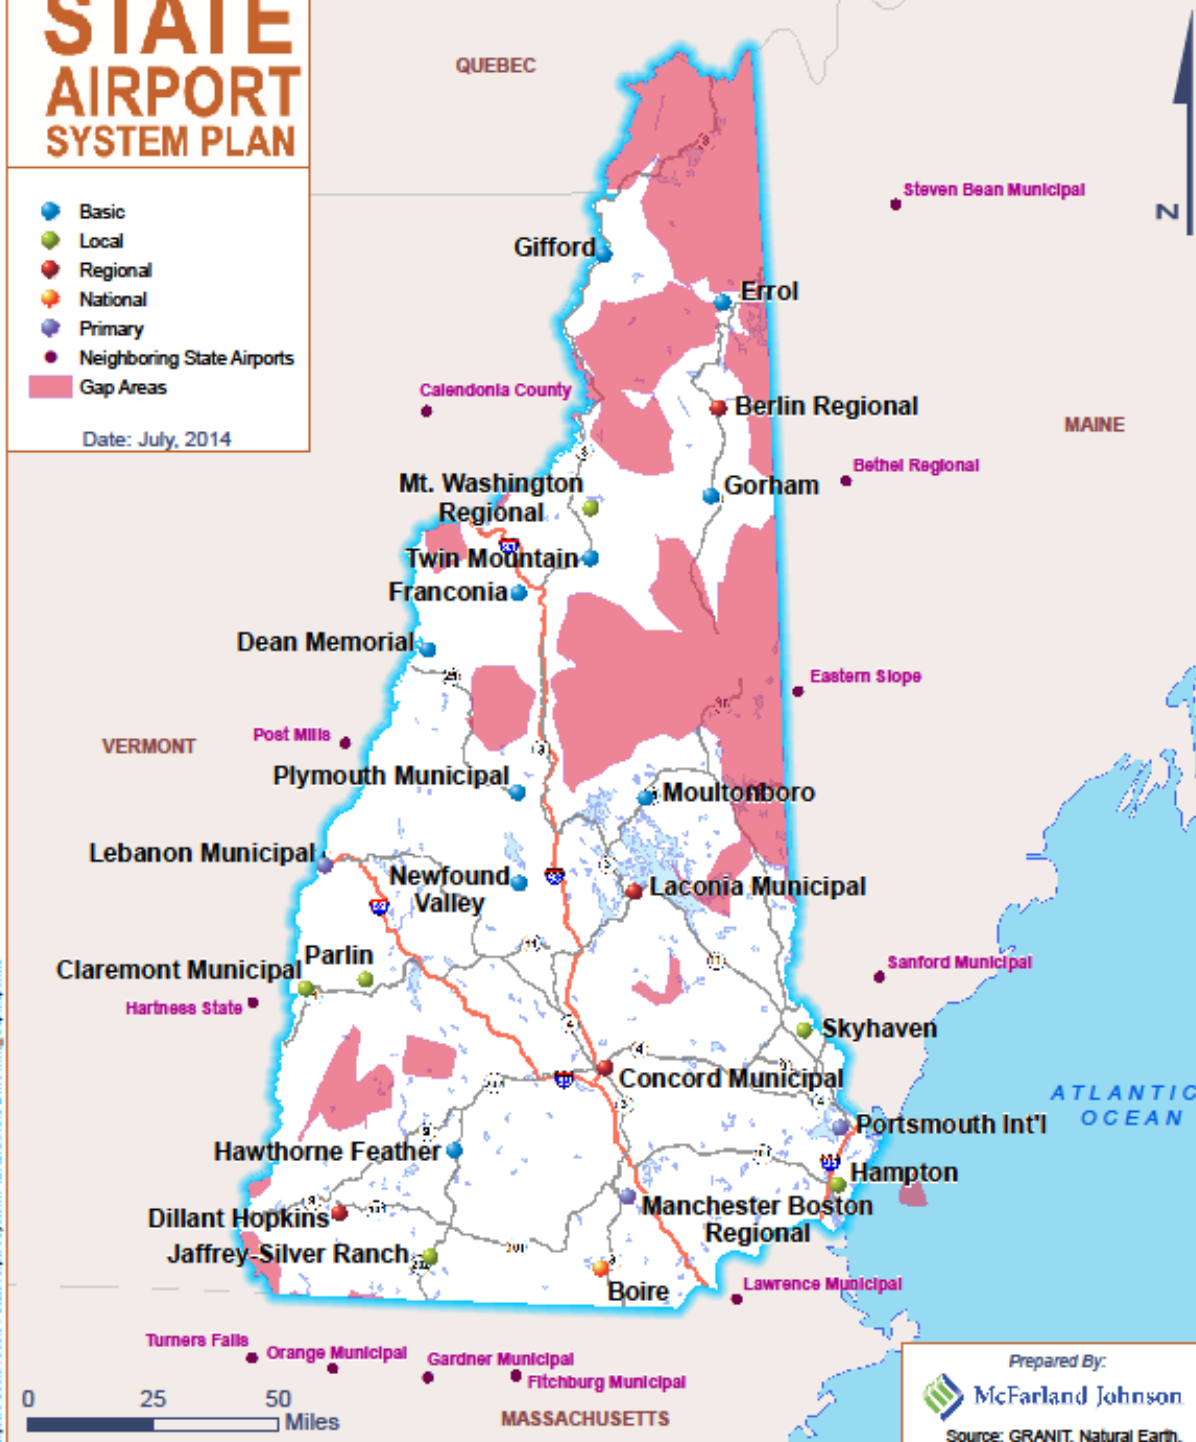 STATE
AIRPORT
SYSTEM PLAN
Basic
Local
Regional
National
Primary
Neighboring State Airports
Gap Areas
Date: July, 2014
QUEBEC
N
Steven Bean Municipal
Gifford
Errol
Calendonia County
Berlin Regional
MAINE
Bethel Regional
Mt. Washington
Regional
Gorham
Twin Mountain
Franconia
Dean Memorial
Eastern Slope
Post Mills
VERMONT
Plymouth Municipal
Moultonboro
Lebanon Municipal
Newfound
Valley
Laconia Municipal
Parlin
Claremont Municipal
Hartness State
Sanford Municipal
Skyhaven
Concord Municipal
ATLANTIC
OCEAN
Portsmouth Int'l
Hawthorne Feather
Hampton
Manchester Boston
Regional
Dillant Hopkins
Jaffrey-Silver Ranch
Boire
Lawrence Municipal
Turners Falls
Orange Municipal
Gardner Municipal
Fitchburg Municipal
0 25 50
Miles
MASSACHUSETTS
Prepared By:
McFarland Johnson
Source: GRANIT, Natural Earth,